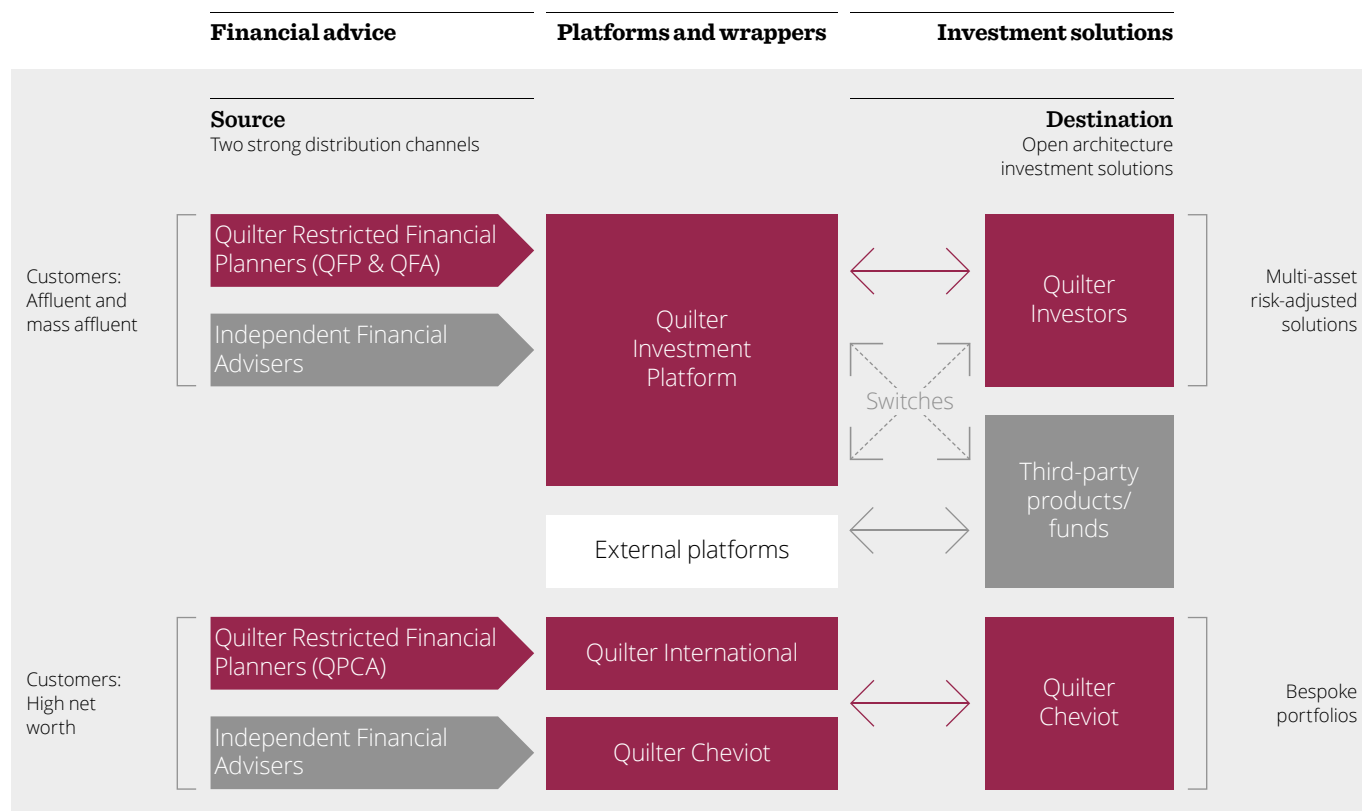 Financial advice
Platforms and wrappers
Investment solutions
Source
Two strong distribution channels
Destination
Open architecture
investment solutions
Customers:
Affluent and
mass affluent
Quilter Restricted Financial
Planners (QFP & QFA)
Independent Financial
Advisers
Quilter
Investment
Platform
Switches
Quilter
Investors
Multi-asset
risk-adjusted
solutions
Third-party
products/
funds
External platforms
Customers:
High net
worth
Quilter Restricted Financial
Planners (QPCA)
Independent Financial
Advisers
Quilter International
Quilter Cheviot
Quilter
Cheviot
Bespoke
portfolios